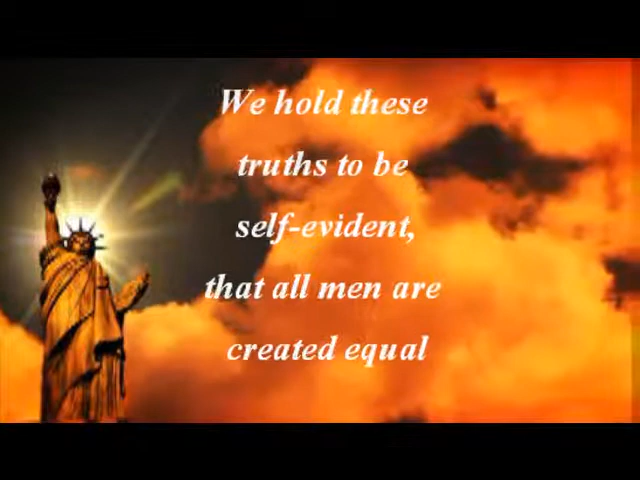 We hold these
truths to be
self-evident,
that all men are
created equal